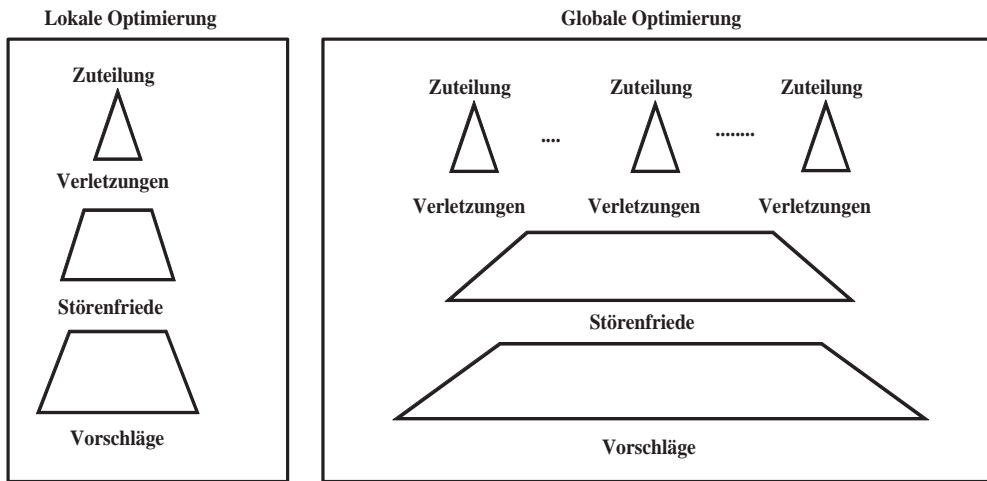 Lokale Optimierung
Zuteilung
Verletzungen
Störenfriede
Vorschläge
Globale Optimierung
Zuteilung Zuteilung Zuteilung
.... ........
Verletzungen Verletzungen Verletzungen
Störenfriede
Vorschläge